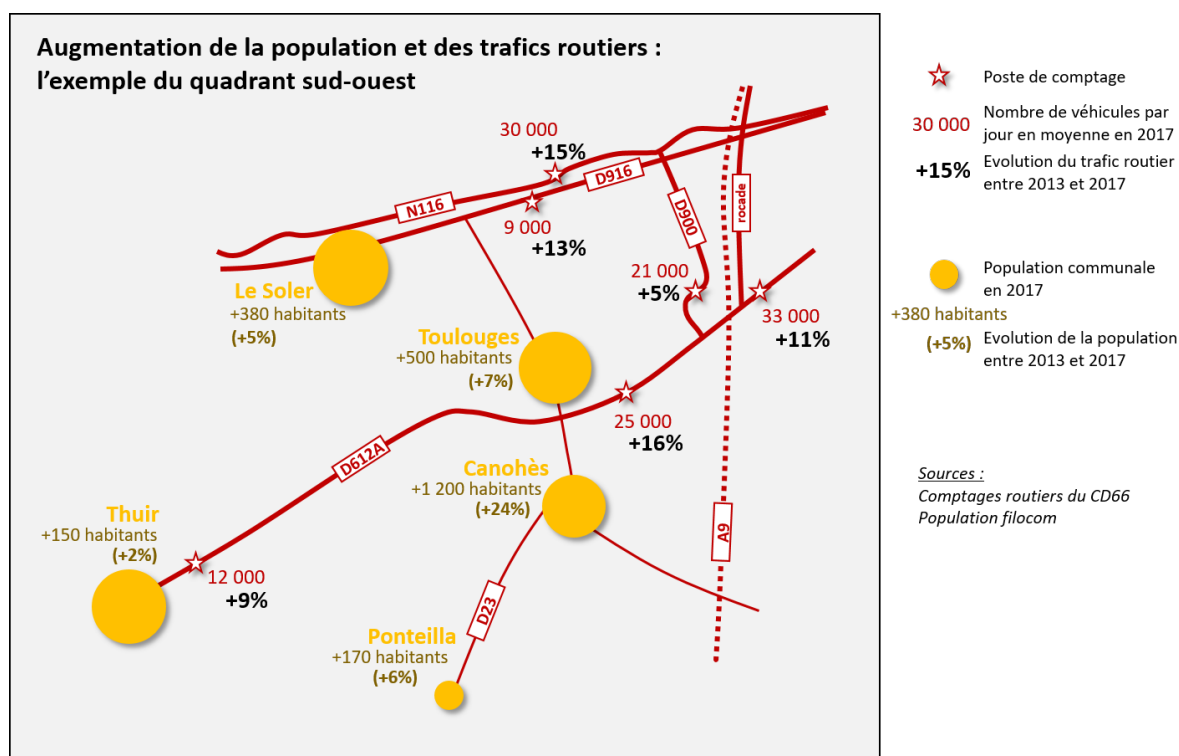 Augmentation de la population et des trafics routiers :
l'exemple du quadrant sud-ouest
30 000
+15%
D916
N116
9 000
+13%
D900
rocade
21 000
+5%
33 000
+11%
Le Soler
+380 habitants
(+5%)
Toulouges
+500 habitants
(+7%)
25 000
+16%
D612A
Canohès
+1 200 habitants
(+24%)
A9
Thuir
+150 habitants
(+2%)
12 000
+9%
D23
Ponteilla
+170 habitants
(+6%)
Poste de comptage
30 000
Nombre de véhicules par
jour en moyenne en 2017
+15%
Evolution du trafic routier
entre 2013 et 2017
Population communale
en 2017
+380 habitants
(+5%)
Evolution de la population
entre 2013 et 2017
Sources :
Comptages routiers du CD66
Population filocom